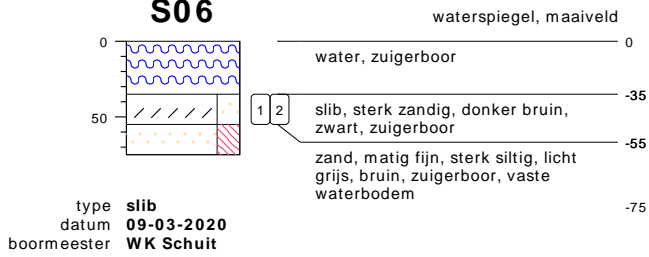 S06
waterspiegel, maaiveld
0
0
water, zuigerboor
-35
1 2
slib, sterk zandig, donker bruin,
zwart, zuigerboor
50
-55
zand, matig fijn, sterk siltig, licht
grijs, bruin, zuigerboor, vaste
waterbodem
-75
type slib
datum 09-03-2020
boormeester WK Schuit